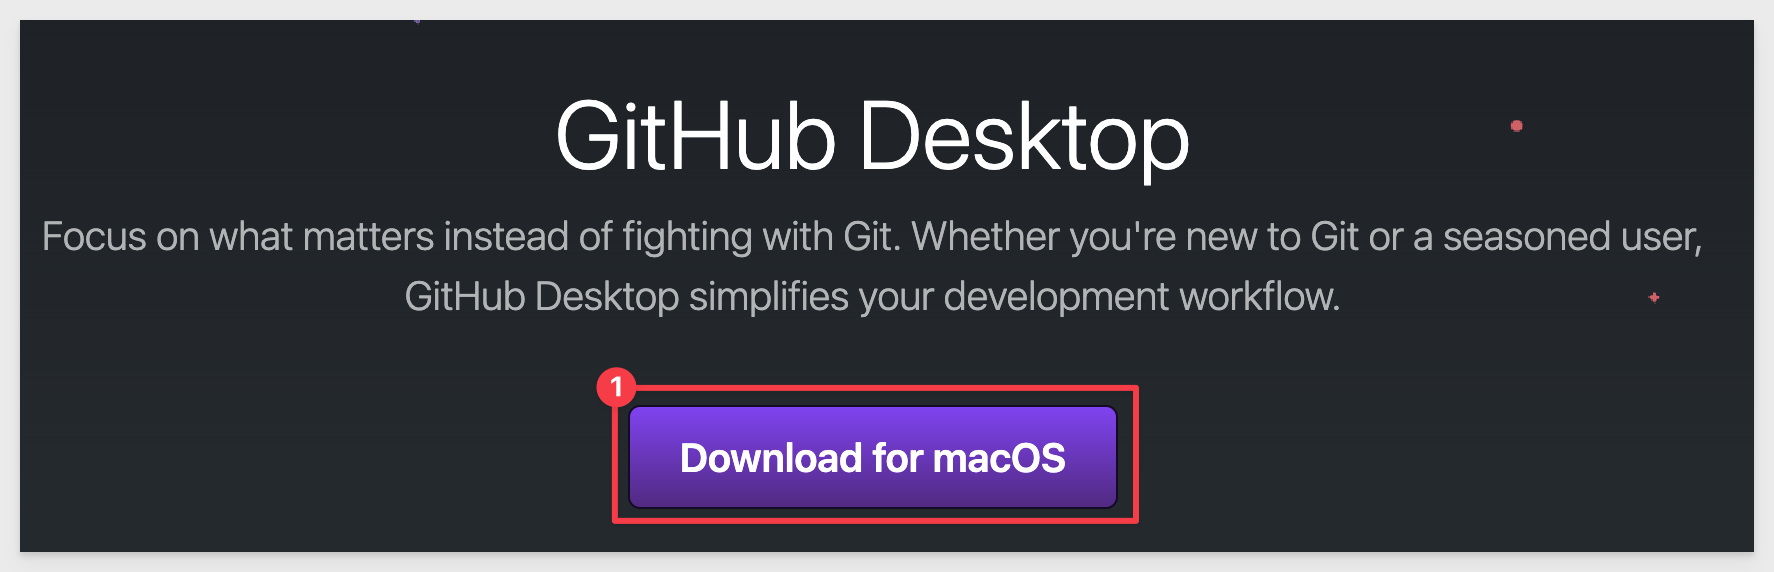 GitHub Desktop
Focus on what matters instead of fighting with Git. Whether you're new to Git or a seasoned user,
GitHub Desktop simplifies your development workflow.
1
Download for macOS